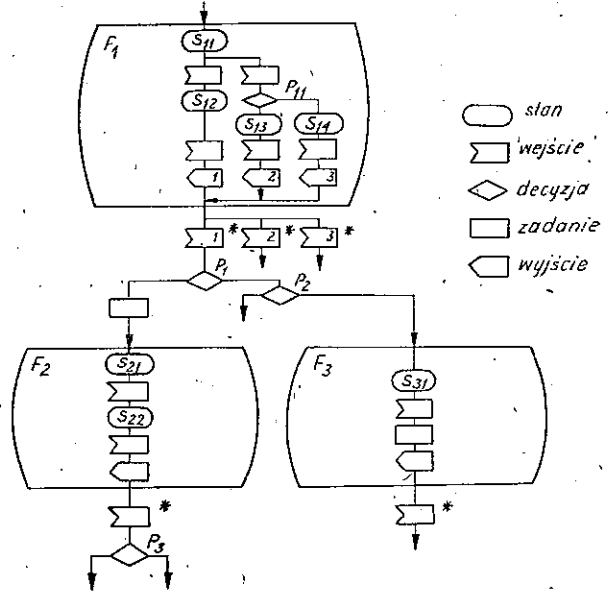 F1
S11
P11
S12
S13
S14
1
2
3
1 *
2 *
3 *
P1
P2
F2
S21
S22
*
P3
F3
S31
*
stan
wejście
decyzja
zadanie
wyjście